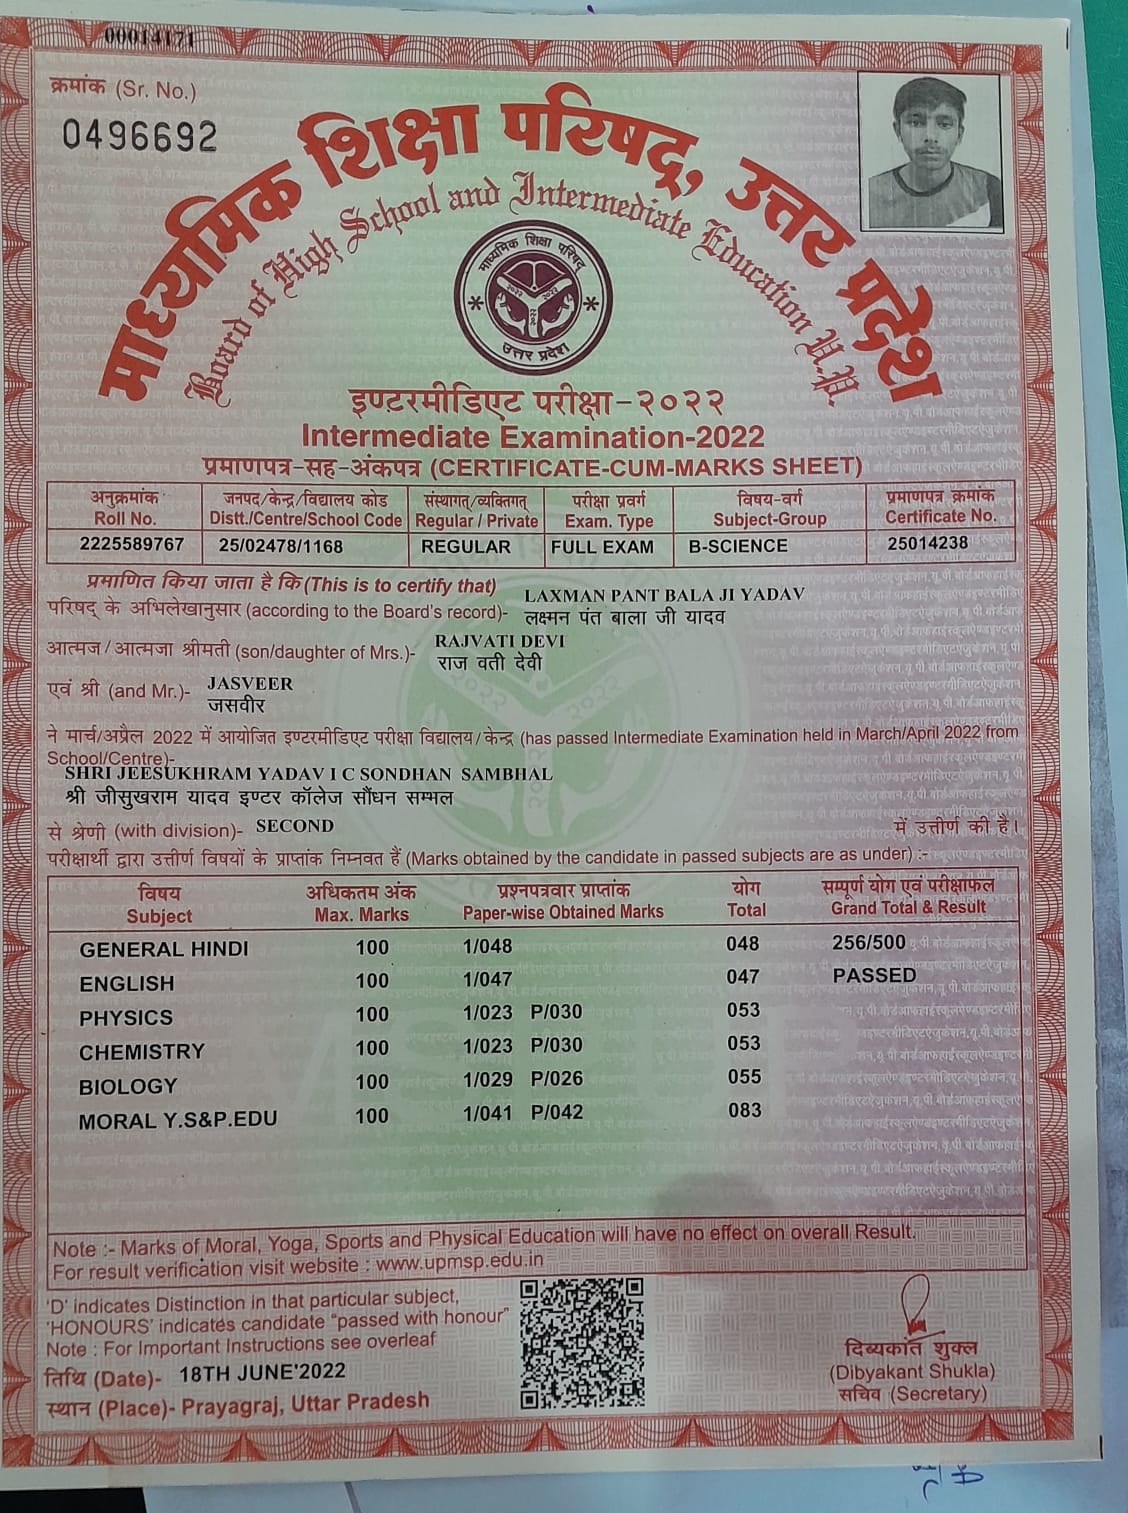 00014171
क्रमांक (Sr. No.)
0496692
माध्यमिक शिक्षा परिषद्, उत्तर प्रदेश
Board of High School and Intermediate Education U.P.
माध्यमिक शिक्षा परिषद
२०२२ २०२२
२०२२
उत्तर प्रदेश
इण्टरमीडिएट परीक्षा-२०२२
Intermediate Examination-2022
प्रमाणपत्र-सह-अंकपत्र (CERTIFICATE-CUM-MARKS SHEET)
अनुक्रमांक जनपद/केन्द्र/विद्यालय कोड संस्थागत/व्यक्तिगत परीक्षा प्रवर्ग विषय-वर्ग प्रमाणपत्र क्रमांक
Roll No. Distt./Centre/School Code Regular / Private Exam. Type Subject-Group Certificate No.
2225589767 25/02478/1168 REGULAR FULL EXAM B-SCIENCE 25014238
प्रमाणित किया जाता है कि (This is to certify that)
LAXMAN PANT BALA JI YADAV
परिषद् के अभिलेखानुसार (according to the Board's record)- लक्ष्मन पंत बाला जी यादव
RAJVATI DEVI
आत्मज/आत्मजा श्रीमती (son/daughter of Mrs.)- राज वती देवी
एवं श्री (and Mr.)- JASVEER
जसवीर
ने मार्च/अप्रैल 2022 में आयोजित इण्टरमीडिएट परीक्षा विद्यालय/केन्द्र (has passed Intermediate Examination held in March/April 2022 from
School/Centre)-
SHRI JEESUKHRAM YADAV I C SONDHAN SAMBHAL
श्री जीसुखराम यादव इण्टर कॉलेज सौंधन सम्भल
से श्रेणी (with division)- SECOND में उत्तीर्ण की है।
परीक्षार्थी द्वारा उत्तीर्ण विषयों के प्राप्तांक निम्नवत हैं (Marks obtained by the candidate in passed subjects are as under) :-
विषय अधिकतम अंक प्रश्नपत्रवार प्राप्तांक योग सम्पूर्ण योग एवं परीक्षाफल
Subject Max. Marks Paper-wise Obtained Marks Total Grand Total & Result
GENERAL HINDI 100 1/048 048 256/500
ENGLISH 100 1/047 047 PASSED
PHYSICS 100 1/023 P/030 053
CHEMISTRY 100 1/023 P/030 053
BIOLOGY 100 1/029 P/026 055
MORAL Y.S&P.EDU 100 1/041 P/042 083
Note :- Marks of Moral, Yoga, Sports and Physical Education will have no effect on overall Result.
For result verification visit website : www.upmsp.edu.in
'D' indicates Distinction in that particular subject,
'HONOURS' indicates candidate "passed with honour"
Note : For Important Instructions see overleaf
तिथि (Date)- 18TH JUNE'2022
स्थान (Place)- Prayagraj, Uttar Pradesh
दिब्यकांत शुक्ल
(Dibyakant Shukla)
सचिव (Secretary)